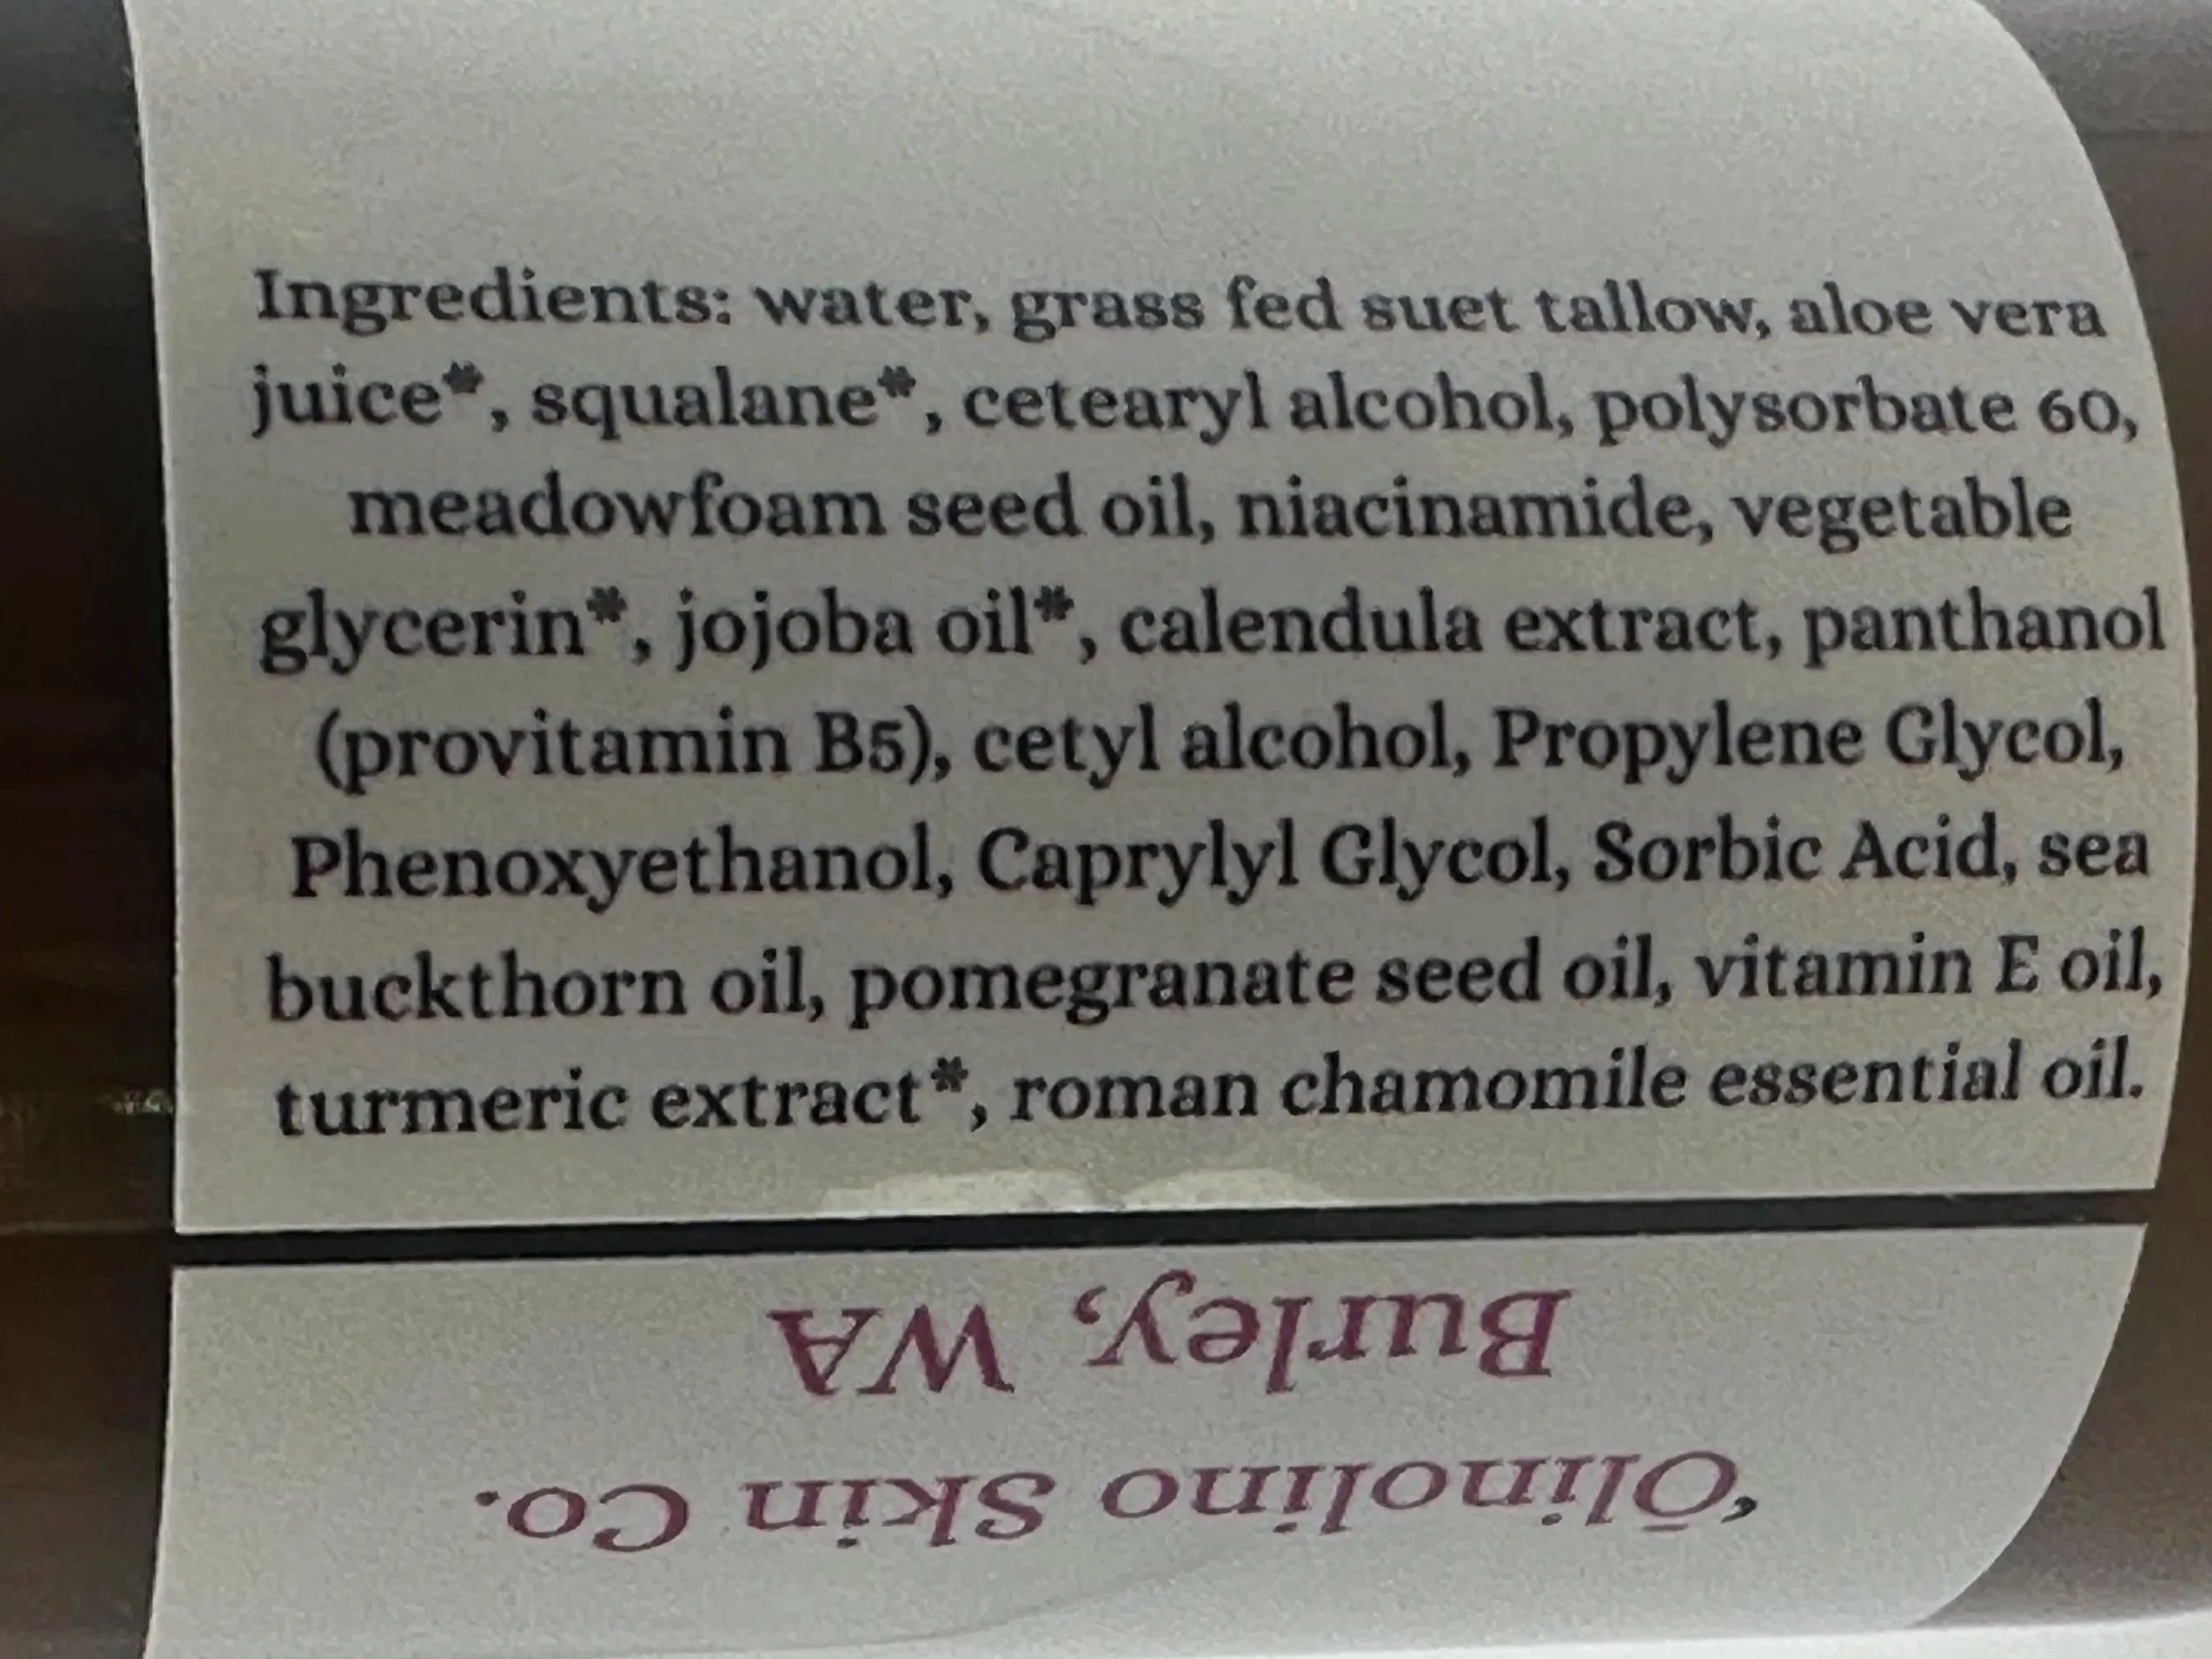 Ingredients: water, grass fed suet tallow, aloe vera
juice*, squalane*, cetearyl alcohol, polysorbate 60,
meadowfoam seed oil, niacinamide, vegetable
glycerin*, jojoba oil*, calendula extract, panthanol
(provitamin B5), cetyl alcohol, Propylene Glycol,
Phenoxyethanol, Caprylyl Glycol, Sorbic Acid, sea
buckthorn oil, pomegranate seed oil, vitamin E oil,
turmeric extract*, roman chamomile essential oil.
ʻŌlinolino Skin Co.
Burley, WA